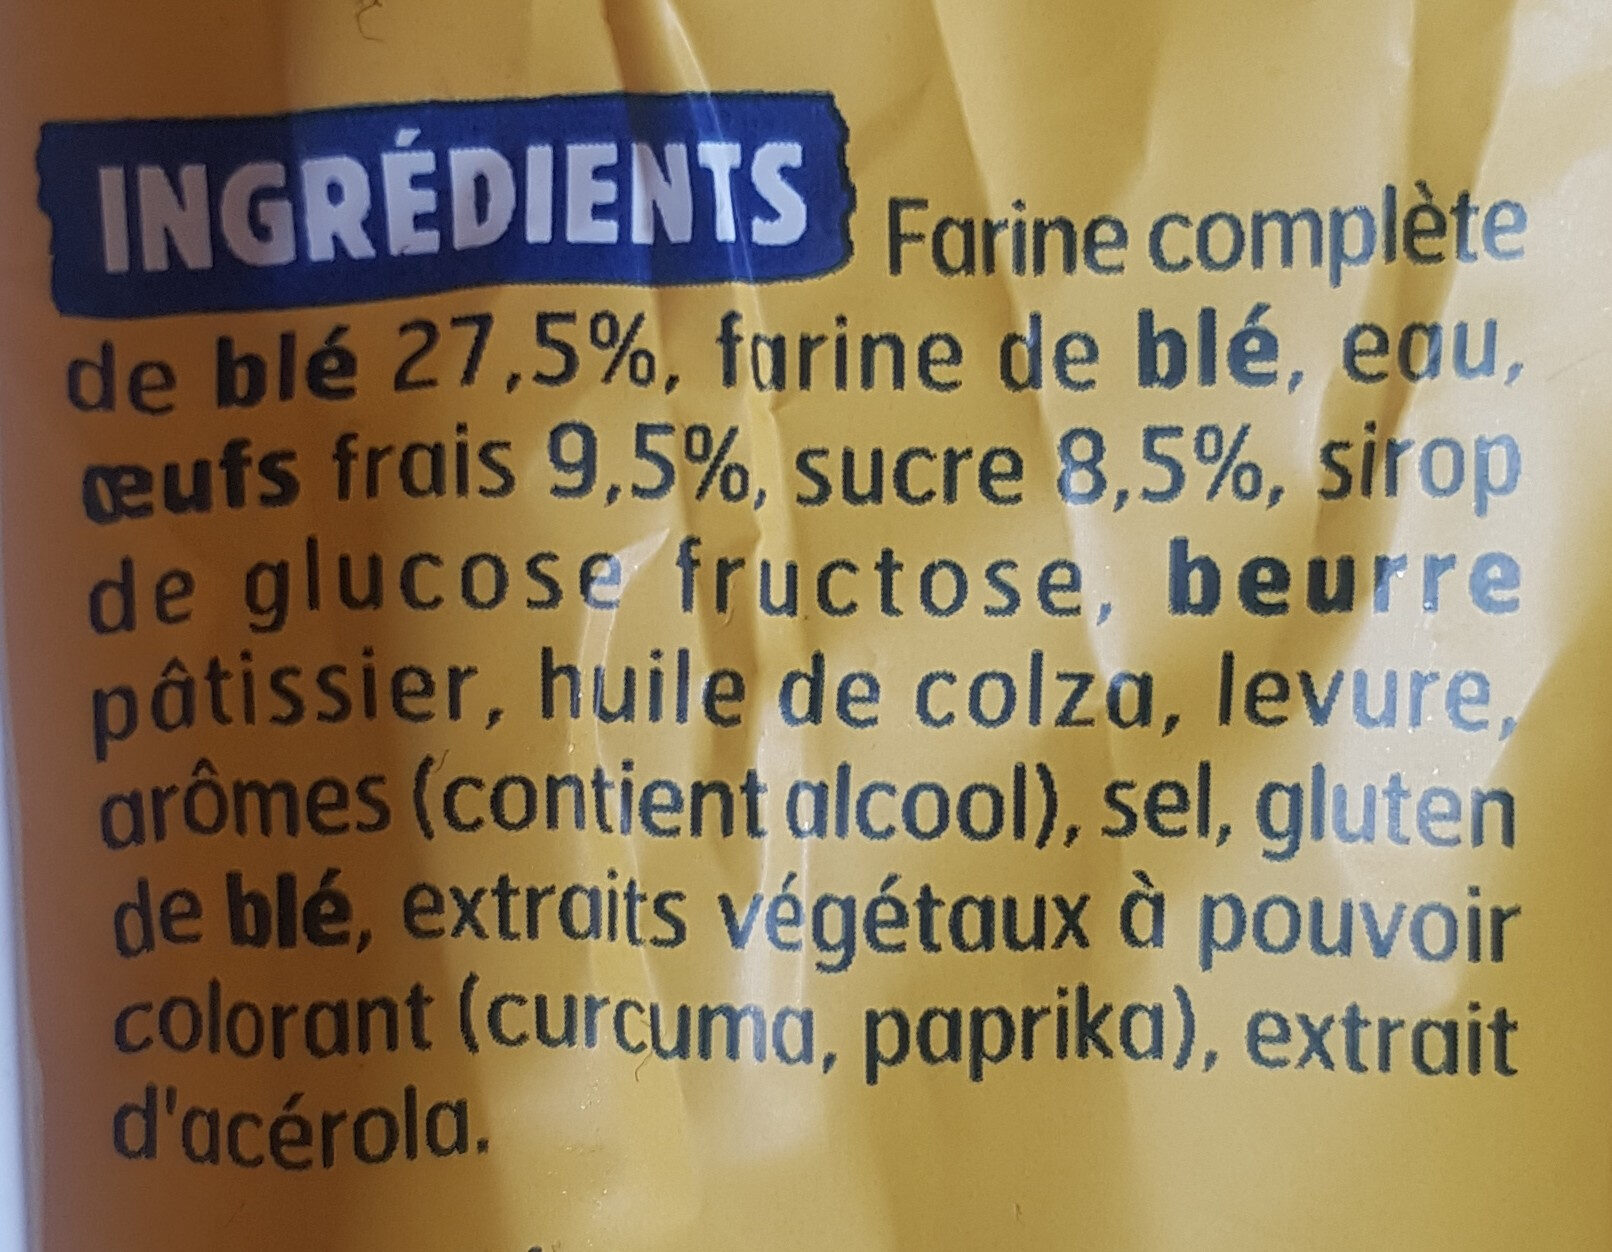 INGRÉDIENTS Farine complète
de blé 27,5%, farine de blé, eau,
œufs frais 9,5%, sucre 8,5%, sirop
de glucose fructose, beurre
pâtissier, huile de colza, levure,
arômes (contient alcool), sel, gluten
de blé, extraits végétaux à pouvoir
colorant (curcuma, paprika), extrait
d'acérola.